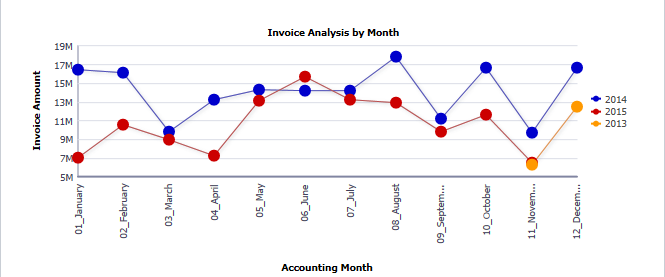 Invoice Analysis by Month
19M
17M
15M
13M
11M
9M
7M
5M
Invoice Amount
2014
2015
2013
01_January
02_February
03_March
04_April
05_May
06_June
07_July
08_August
09_Septem...
10_October
11_Novem...
12_Decem...
Accounting Month